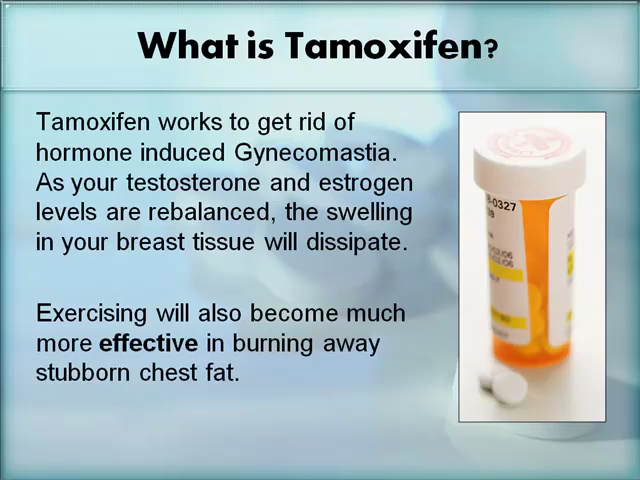 What is Tamoxifen?
Tamoxifen works to get rid of
hormone induced Gynecomastia.
As your testosterone and estrogen
levels are rebalanced, the swelling
in your breast tissue will dissipate.
Exercising will also become much
more effective in burning away
stubborn chest fat.
8-0327